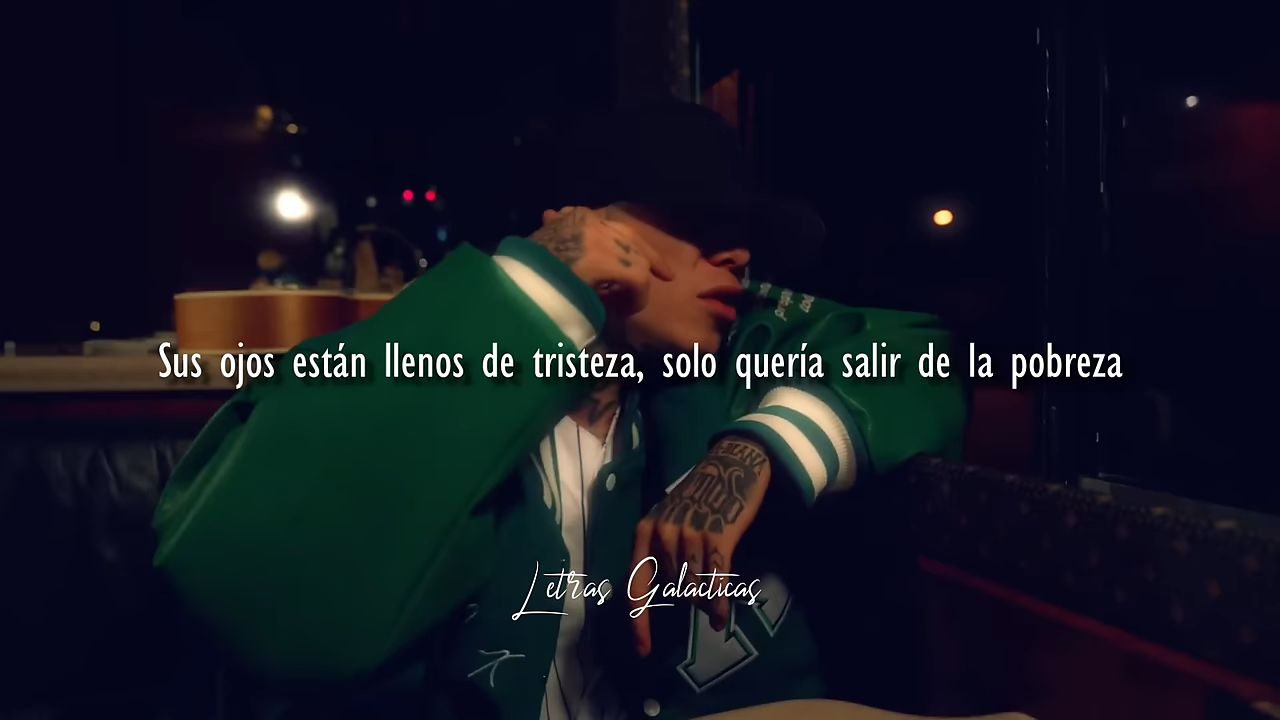 Sus ojos están llenos de tristeza, solo quería salir de la pobreza
Letras Galacticas